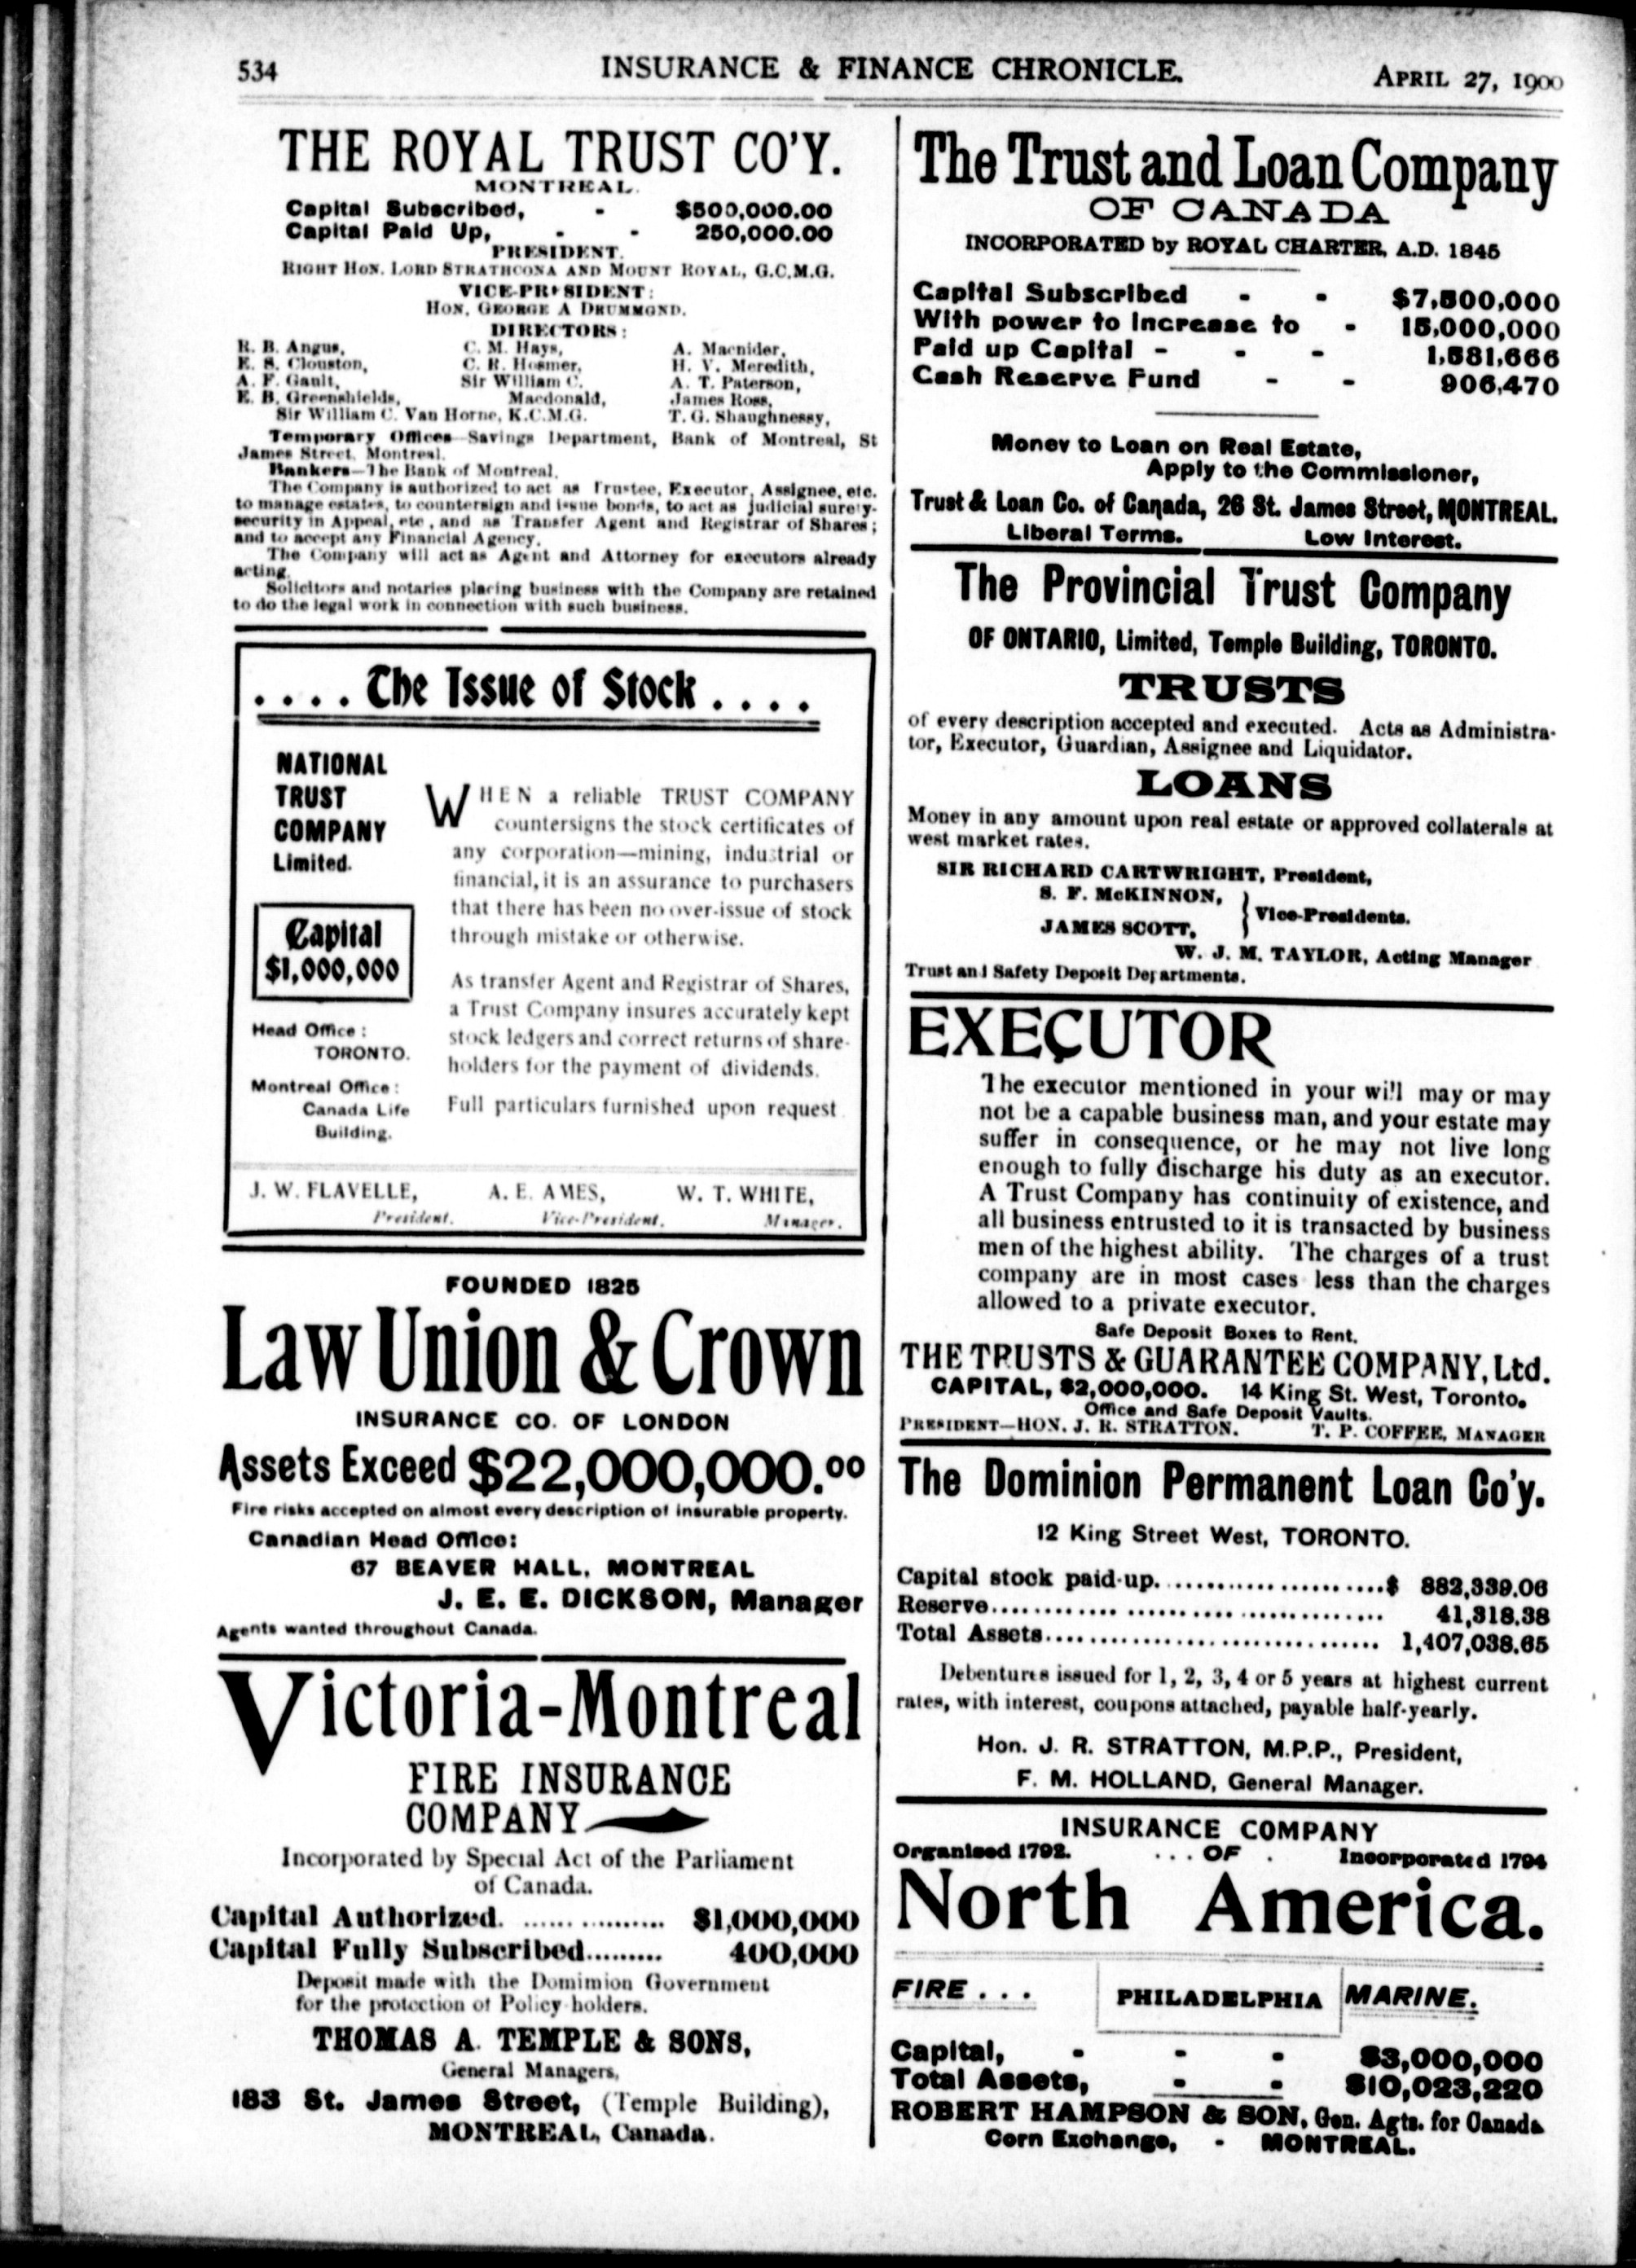 534
INSURANCE & FINANCE CHRONICLE.
APRIL 27, 1900
THE ROYAL TRUST CO'Y.
MONTREAL.
Capital Subscribed, - $500,000.00
Capital Paid Up, - - 250,000.00
PRESIDENT.
RIGHT HON. LORD STRATHCONA AND MOUNT ROYAL, G.C.M.G.
VICE-PRESIDENT:
HON. GEORGE A DRUMMOND.
DIRECTORS:
R. B. Angus, C. M. Hays, A. Macnider,
E. S. Clouston, C. R. Hosmer, H. V. Meredith,
A. F. Gault, Sir William C. A. T. Paterson,
E. B. Greenshields, Macdonald, James Ross,
Sir William C. Van Horne, K.C.M.G. T. G. Shaughnessy,
Temporary Offices—Savings Department, Bank of Montreal, St
James Street, Montreal.
Bankers—The Bank of Montreal.
The Company is authorized to act as Trustee, Executor, Assignee, etc.
to manage estates, to countersign and issue bonds, to act as judicial surety-
security in Appeal, etc, and as Transfer Agent and Registrar of Shares;
and to accept any Financial Agency.
The Company will act as Agent and Attorney for executors already
acting.
Solicitors and notaries placing business with the Company are retained
to do the legal work in connection with such business.
.... The Issue of Stock ....
NATIONAL
TRUST
COMPANY
Limited.
Capital
$1,000,000
Head Office:
TORONTO.
Montreal Office:
Canada Life
Building.
WHEN a reliable TRUST COMPANY
countersigns the stock certificates of
any corporation—mining, industrial or
financial, it is an assurance to purchasers
that there has been no over-issue of stock
through mistake or otherwise.
As transfer Agent and Registrar of Shares,
a Trust Company insures accurately kept
stock ledgers and correct returns of share-
holders for the payment of dividends.
Full particulars furnished upon request
J. W. FLAVELLE, A. E. AMES, W. T. WHITE,
President. Vice-President. Manager.
FOUNDED 1825
Law Union & Crown
INSURANCE CO. OF LONDON
Assets Exceed $22,000,000.00
Fire risks accepted on almost every description of insurable property.
Canadian Head Office:
67 BEAVER HALL, MONTREAL
J. E. E. DICKSON, Manager
Agents wanted throughout Canada.
Victoria-Montreal
FIRE INSURANCE
COMPANY
Incorporated by Special Act of the Parliament
of Canada.
Capital Authorized. ................ $1,000,000
Capital Fully Subscribed......... 400,000
Deposit made with the Domimion Government
for the protection of Policy holders.
THOMAS A. TEMPLE & SONS,
General Managers,
183 St. James Street, (Temple Building),
MONTREAL, Canada.
The Trust and Loan Company
OF CANADA
INCORPORATED by ROYAL CHARTER, A.D. 1845
Capital Subscribed - - $7,500,000
With power to increase to - 15,000,000
Paid up Capital - - - 1,581,666
Cash Reserve Fund - - 906,470
Money to Loan on Real Estate,
Apply to the Commissioner,
Trust & Loan Co. of Canada, 26 St. James Street, MONTREAL.
Liberal Terms. Low Interest.
The Provincial Trust Company
OF ONTARIO, Limited, Temple Building, TORONTO.
TRUSTS
of every description accepted and executed. Acts as Administra-
tor, Executor, Guardian, Assignee and Liquidator.
LOANS
Money in any amount upon real estate or approved collaterals at
west market rates.
SIR RICHARD CARTWRIGHT, President,
S. F. McKINNON,
JAMES SCOTT, } Vice-Presidents.
W. J. M. TAYLOR, Acting Manager
Trust and Safety Deposit Departments.
EXECUTOR
The executor mentioned in your will may or may
not be a capable business man, and your estate may
suffer in consequence, or he may not live long
enough to fully discharge his duty as an executor.
A Trust Company has continuity of existence, and
all business entrusted to it is transacted by business
men of the highest ability. The charges of a trust
company are in most cases less than the charges
allowed to a private executor.
Safe Deposit Boxes to Rent.
THE TRUSTS & GUARANTEE COMPANY, Ltd.
CAPITAL, $2,000,000. 14 King St. West, Toronto.
Office and Safe Deposit Vaults.
PRESIDENT—HON. J. R. STRATTON. T. P. COFFEE, MANAGER
The Dominion Permanent Loan Co'y.
12 King Street West, TORONTO.
Capital stock paid-up. ......................$ 882,339.06
Reserve........................................ 41,318.38
Total Assets.................................. 1,407,038.65
Debentures issued for 1, 2, 3, 4 or 5 years at highest current
rates, with interest, coupons attached, payable half-yearly.
Hon. J. R. STRATTON, M.P.P., President,
F. M. HOLLAND, General Manager.
INSURANCE COMPANY
Organised 1792. ... OF . Incorporated 1794
North America.
FIRE ... PHILADELPHIA MARINE.
Capital, - - - $3,000,000
Total Assets, - - $10,023,220
ROBERT HAMPSON & SON, Gen. Agts. for Canada
Corn Exchange, - MONTREAL.